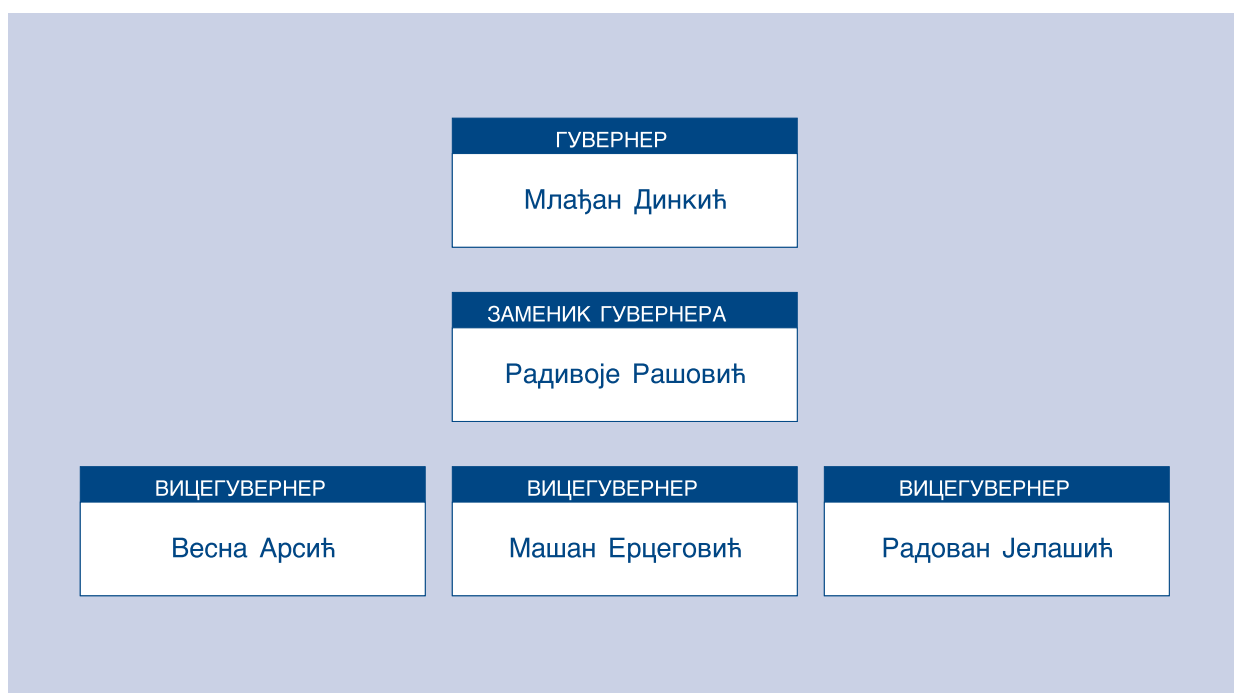 ГУВЕРНЕР
Млађан Динкић
ЗАМЕНИК ГУВЕРНЕРА
Радивоје Рашовић
ВИЦЕГУВЕРНЕР
Весна Арсић
ВИЦЕГУВЕРНЕР
Машан Ерцеговић
ВИЦЕГУВЕРНЕР
Радован Јелашић